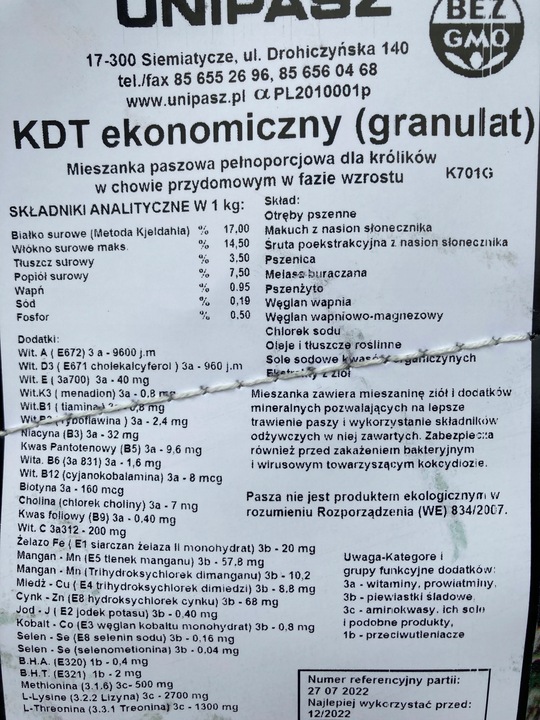 UNIPASZ
BEZ
GMO
17-300 Siemiatycze, ul. Drohiczyńska 140
tel./fax 85 655 26 96, 85 656 04 68
www.unipasz.pl αPL2010001p
KDT ekonomiczny (granulat)
Mieszanka paszowa pełnoporcjowa dla królików
w chowie przydomowym w fazie wzrostu K701G
SKŁADNIKI ANALITYCZNE W 1 kg:
Białko surowe (Metoda Kjeldahla) % 17,00
Włókno surowe maks. % 14,50
Tłuszcz surowy % 3.50
Popiół surowy % 7,50
Wapń % 0.95
Sód % 0,19
Fosfor % 0.50
Skład:
Otręby pszenne
Makuch z nasion słonecznika
Śruta poekstrakcyjna z nasion słonecznika
Pszenica
Melasa buraczana
Pszenżyto
Węglan wapnia
Węglan wapniowo-magnezowy
Chlorek sodu
Oleje i tłuszcze roslinne
Sole sodowe kwasów organicznych
Ekstrakty z ziół
Dodatki:
Wit. A ( E672) 3 a - 9600 j.m
Wit. D3 ( E671 cholekalcyferol ) 3a - 960 j.m
Wit. E ( 3a700) 3a - 40 mg
Wit.K3 ( menadion) 3a - 0,8 mg
Wit.B1 ( tiamina) 3a - 0,8 mg
Wit.B2 (ryboflawina ) 3a - 2,4 mg
Niacyna (B3) 3a - 32 mg
Kwas Pantotenowy (B5) 3a - 9,6 mg
Wita. B6 (3a 831) 3a - 1,6 mg
Wit. B12 (cyjanokobalamina) 3a - 8 mcg
Biotyna 3a - 160 mcg
Cholina (chlorek choliny) 3a - 7 mg
Kwas foliowy (B9) 3a - 0,40 mg
Wit. C 3a312 - 200 mg
Żelazo Fe ( E1 siarczan żelaza II monohydrat) 3b - 20 mg
Mangan - Mn (E5 tlenek manganu) 3b - 57,8 mg
Mangan - Mn (Trihydroksychlorek dimanganu) 3b - 10,2
Miedź - Cu ( E4 trihydroksychlorek dimiedzi) 3b - 8,8 mg
Cynk - Zn (E8 hydroksychlorek cynku) 3b - 68 mg
Jod - J ( E2 jodek potasu) 3b - 0,40 mg
Kobalt - Co (E3 węglan kobaltu monohydrat) 3b - 0,8 mg
Selen - Se (E8 selenin sodu) 3b - 0.16 mg
Selen - Se (selenometionina) 3b - 0.04 mg
B.H.A. (E320) 1b - 0,4 mg
B.H.T. (E321) 1b - 2 mg
Methionina (3.1.6) 3c- 500 mg
L-Lysine (3.2.2 Lizyna) 3c - 2700 mg
L-Threonina (3.3.1 Treonina) 3c - 1300 mg
Mieszanka zawiera mieszaninę ziół i dodatków
mineralnych pozwalających na lepsze
trawienie paszy i wykorzystanie składników
odżywczych w niej zawartych. Zabezpiecza
również przed zakażeniem bakteryjnym
i wirusowym towarzyszącym kokcydiozie.
Pasza nie jest produktem ekologicznym w
rozumieniu Rozporządzenia (WE) 834/2007.
Uwaga-Kategore i
grupy funkcyjne dodatków:
3a - witaminy, prowiatminy,
3b - piewiastki śladowe,
3c - aminokwasy, ich sole
i podobne produkty,
1b - przeciwutleniacze
Numer referencyjny partii:
27 07 2022
Najlepiej wykorzystać przed:
12/2022